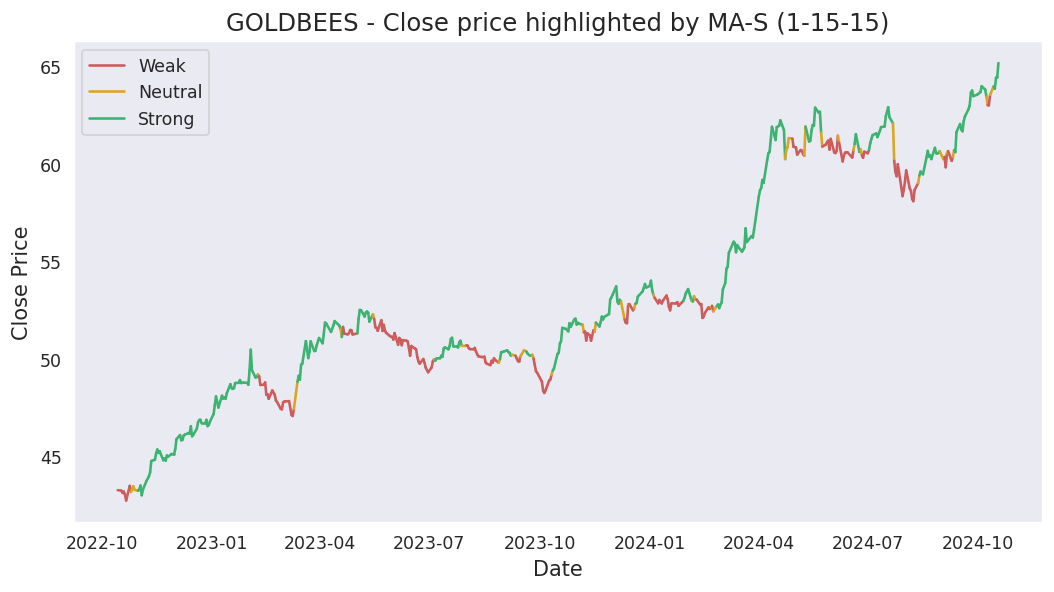 GOLDBEES - Close price highlighted by MA-S (1-15-15)
Weak
Neutral
Strong
Close Price
65
60
55
50
45
2022-10 2023-01 2023-04 2023-07 2023-10 2024-01 2024-04 2024-07 2024-10
Date